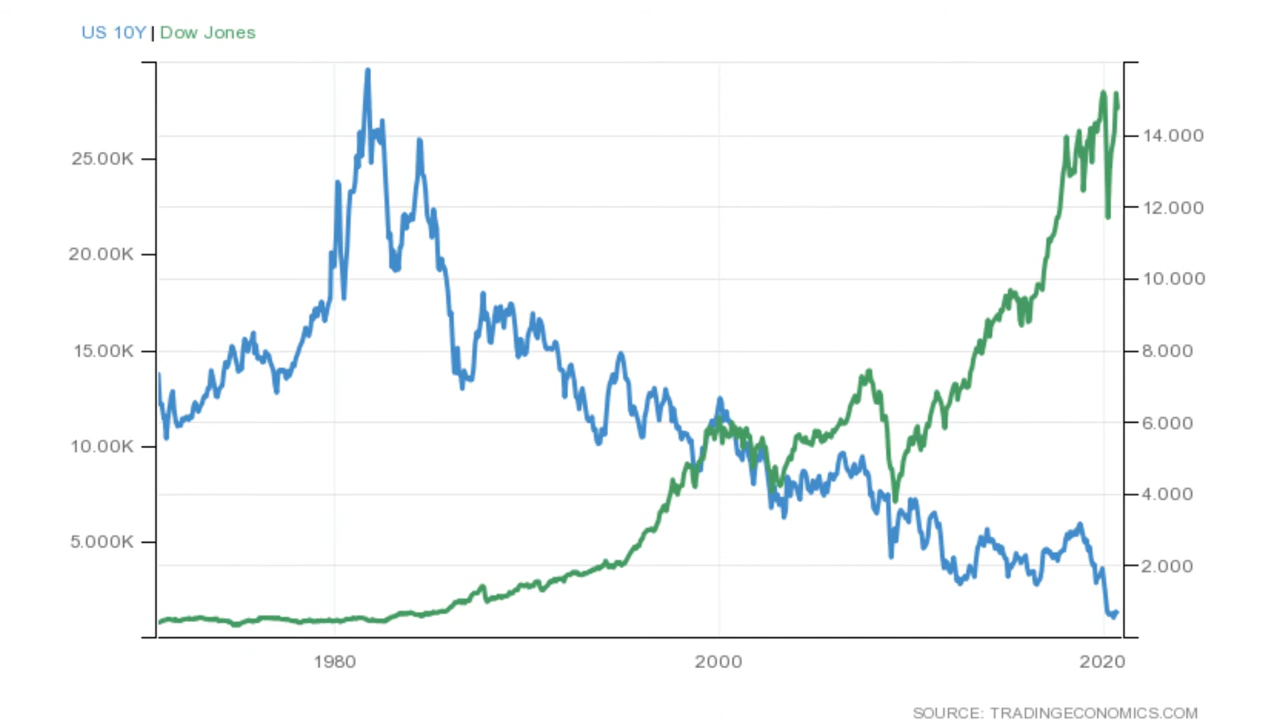 US 10Y | Dow Jones
14.000
25.00K
12.000
20.00K
10.000
15.00K
8.000
10.00K
6.000
4.000
5.000K
2.000
1980
2000
2020
SOURCE: TRADINGECONOMICS.COM